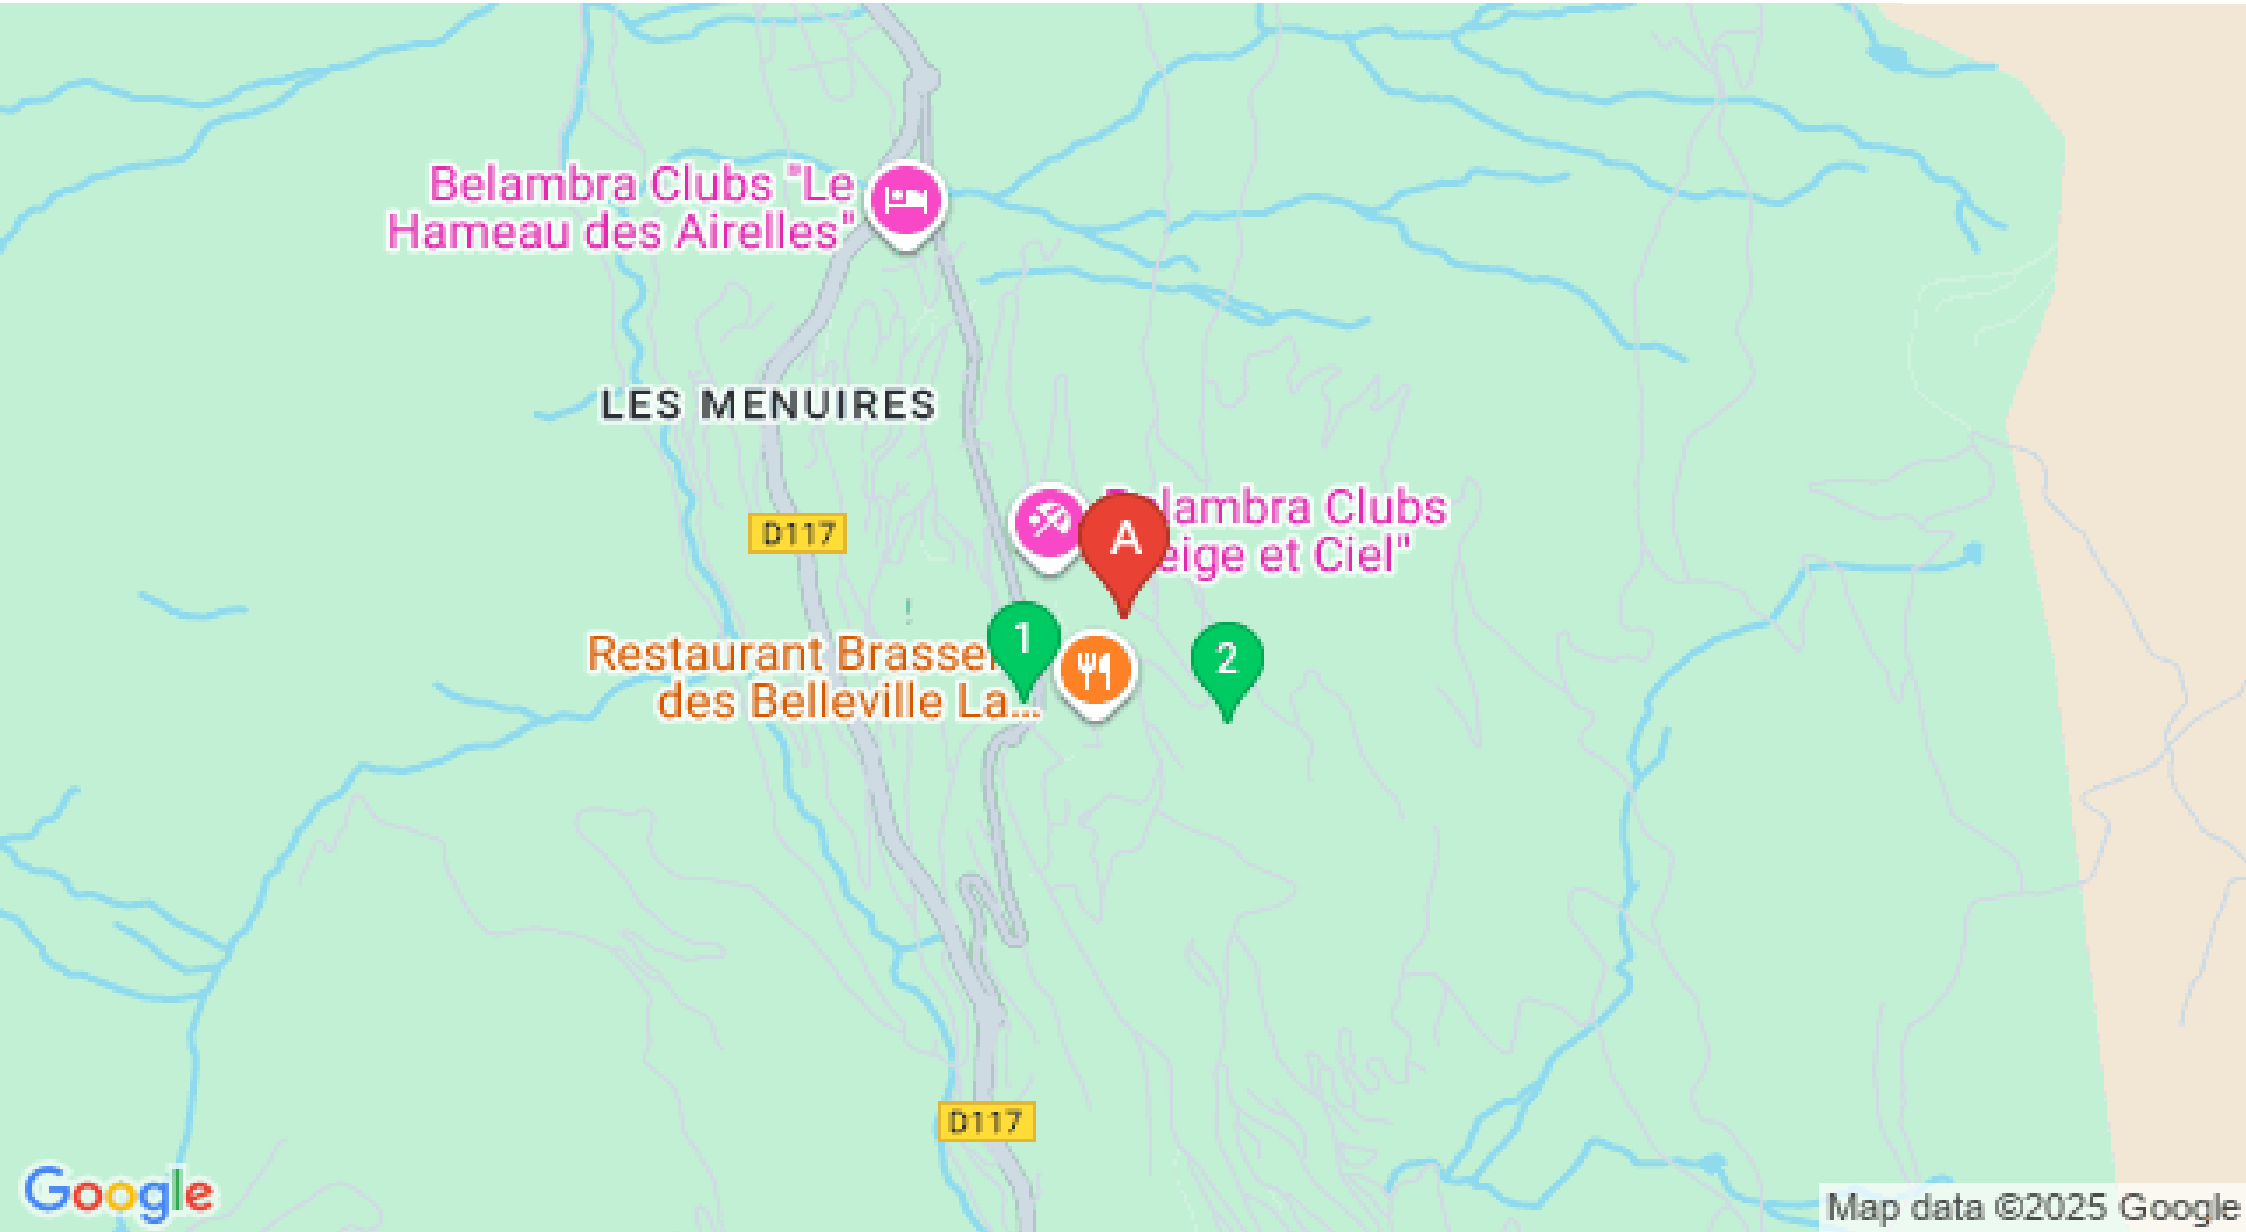 Belambra Clubs "Le
Hameau des Airelles"
LES MENUIRES
D117
lambra Clubs
eige et Ciel"
A
1
2
Restaurant Brasse
des Belleville La...
D117
Google
Map data ©2025 Google